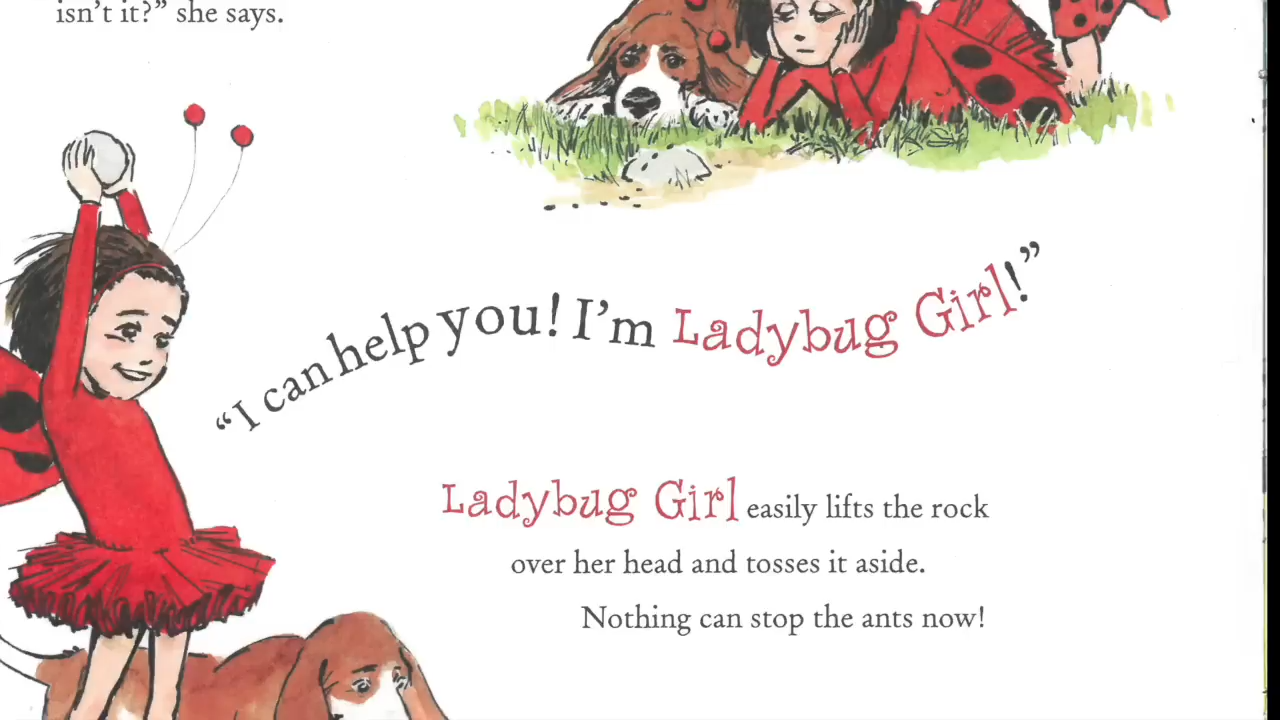 isn't it?” she says.
“I can help you! I'm Ladybug Girl!”
Ladybug Girl easily lifts the rock
over her head and tosses it aside.
Nothing can stop the ants now!